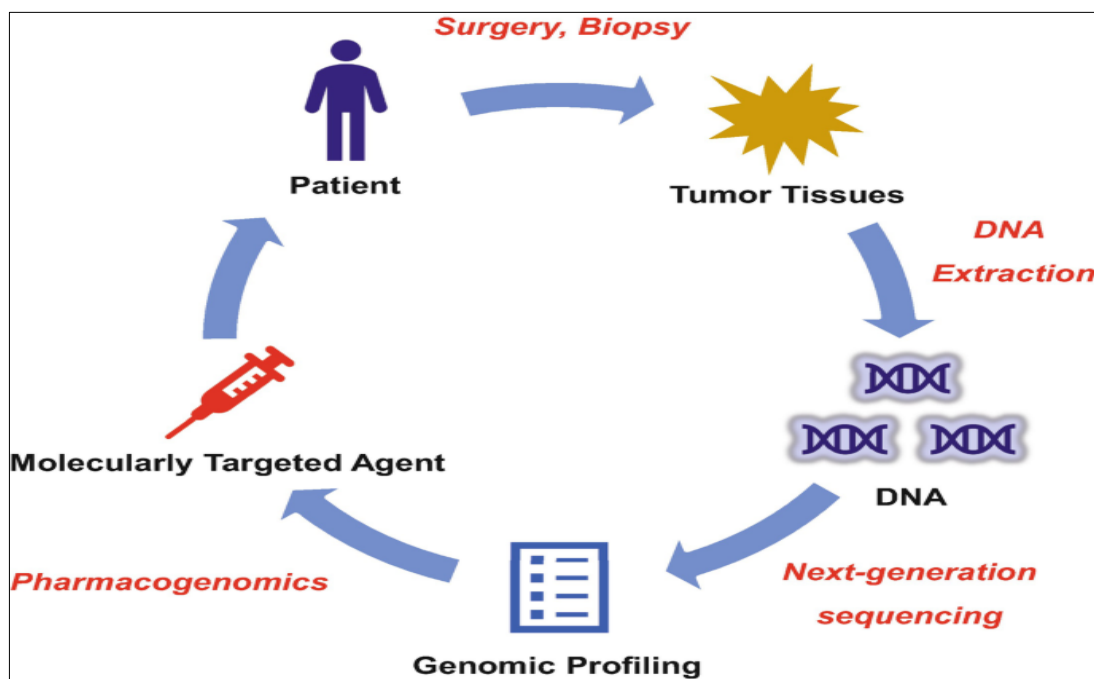 Surgery, Biopsy
Patient
Tumor Tissues
DNA
Extraction
DNA
Next-generation
sequencing
Genomic Profiling
Pharmacogenomics
Molecularly Targeted Agent